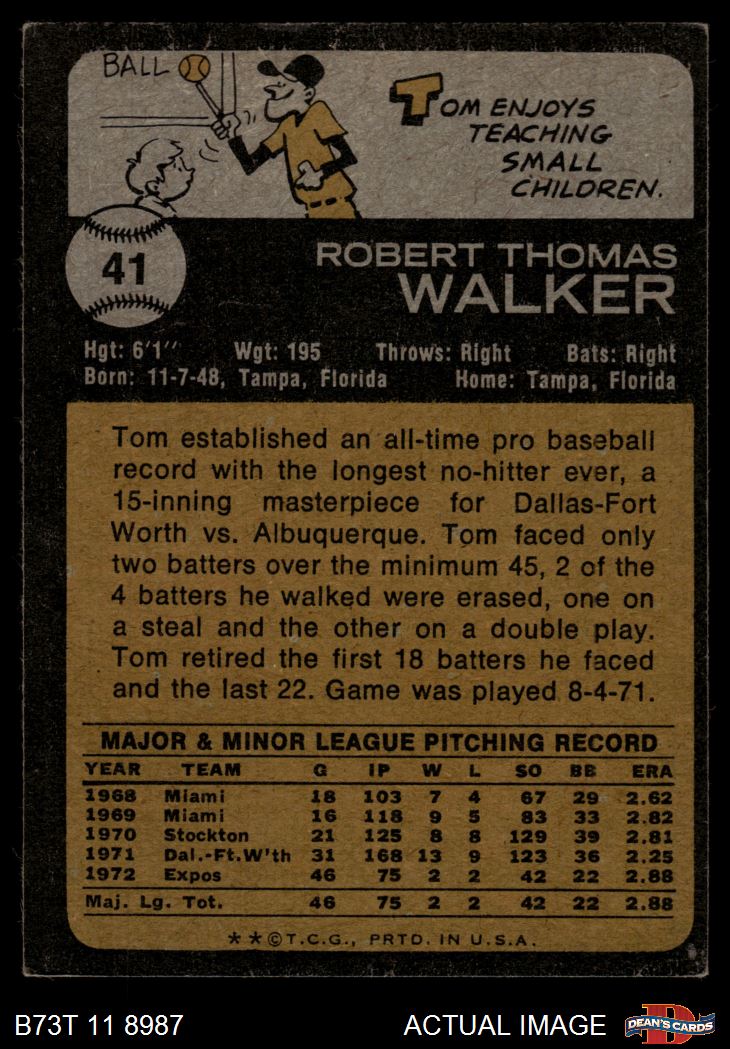 BALL
TOM ENJOYS
TEACHING
SMALL
CHILDREN.
41
ROBERT THOMAS
WALKER
Hgt: 6'1" Wgt: 195 Throws: Right Bats: Right
Born: 11-7-48, Tampa, Florida Home: Tampa, Florida
Tom established an all-time pro baseball
record with the longest no-hitter ever, a
15-inning masterpiece for Dallas-Fort
Worth vs. Albuquerque. Tom faced only
two batters over the minimum 45, 2 of the
4 batters he walked were erased, one on
a steal and the other on a double play.
Tom retired the first 18 batters he faced
and the last 22. Game was played 8-4-71.
MAJOR & MINOR LEAGUE PITCHING RECORD
YEAR TEAM G IP W L SO BB ERA
1968 Miami 18 103 7 4 67 29 2.62
1969 Miami 16 118 9 5 83 33 2.82
1970 Stockton 21 125 8 8 129 39 2.81
1971 Dal.-Ft.W'th 31 168 13 9 123 36 2.25
1972 Expos 46 75 2 2 42 22 2.88
Maj. Lg. Tot. 46 75 2 2 42 22 2.88
**©T.C.G., PRTD. IN U.S.A.
B73T 11 8987 ACTUAL IMAGE
D
DEAN'S CARDS